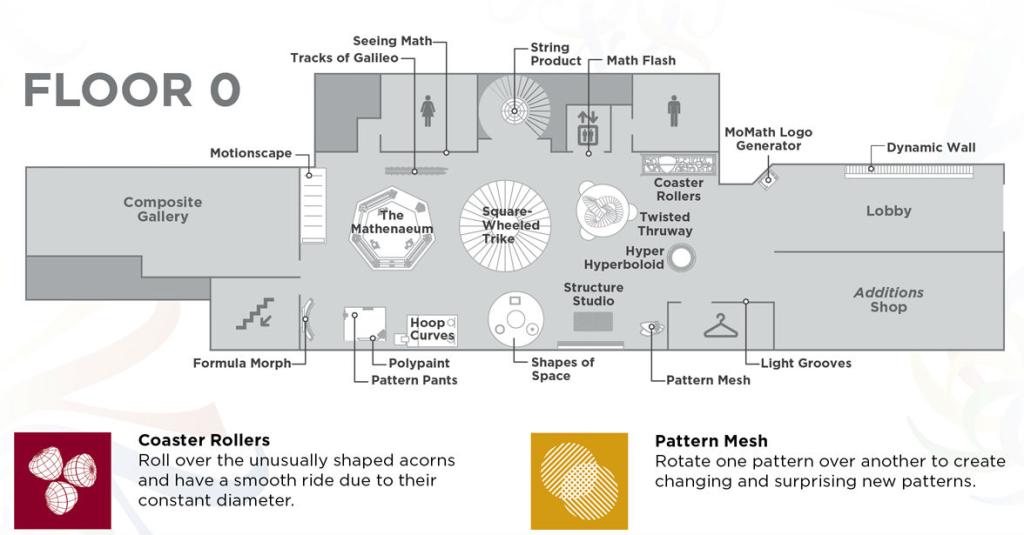 FLOOR 0
Seeing Math
Tracks of Galileo
String
Product
Math Flash
MoMath Logo
Generator
Dynamic Wall
Motionscape
Composite
Gallery
The
Mathenaeum
Square-
Wheeled
Trike
Coaster
Rollers
Twisted
Thruway
Hyper
Hyperboloid
Lobby
Structure
Studio
Additions
Shop
Hoop
Curves
Formula Morph
Polypaint
Pattern Pants
Shapes of
Space
Pattern Mesh
Light Grooves
Coaster Rollers
Roll over the unusually shaped acorns
and have a smooth ride due to their
constant diameter.
Pattern Mesh
Rotate one pattern over another to create
changing and surprising new patterns.